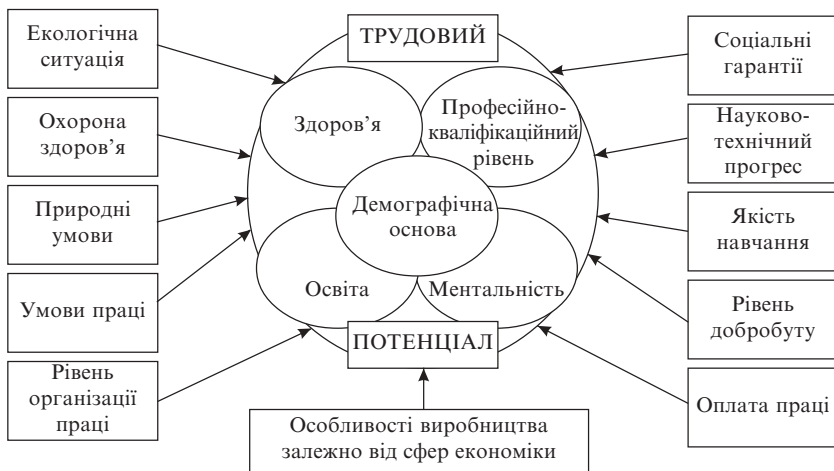 Екологічна
ситуація
Охорона
здоров’я
Природні
умови
Умови праці
Рівень
організації
праці
ТРУДОВИЙ
Здоров’я
Професійно-
кваліфікаційний
рівень
Демографічна
основа
Освіта
Ментальність
ПОТЕНЦІАЛ
Особливості виробництва
залежно від сфер економіки
Соціальні
гарантії
Науково-
технічний
прогрес
Якість
навчання
Рівень
добробуту
Оплата праці